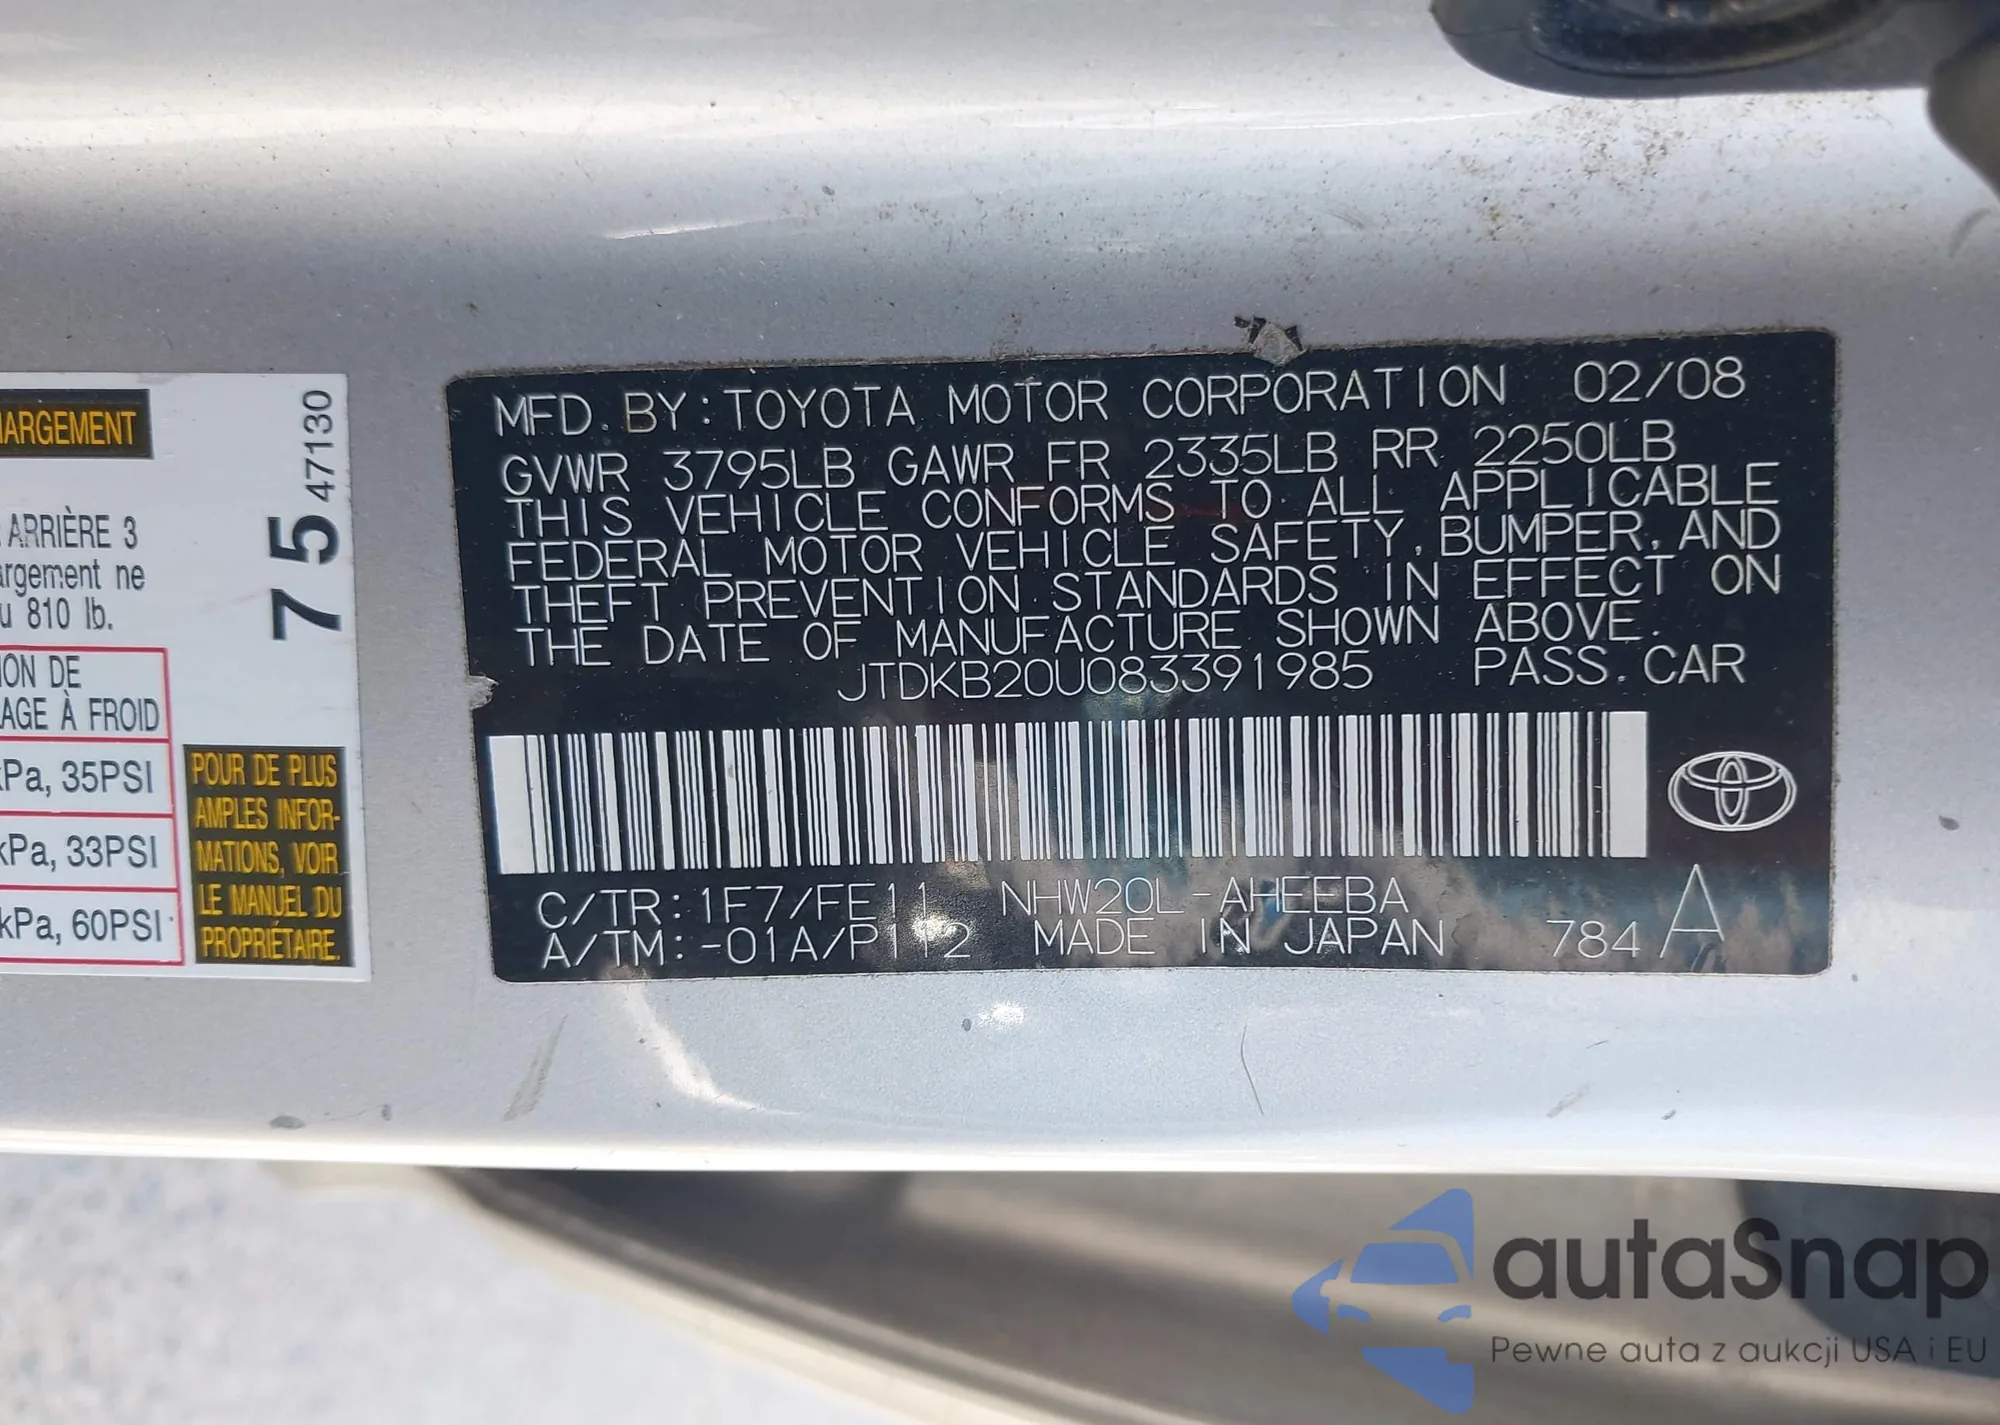 ARGEMENT
ARRIÈRE 3
argement ne
u 810 lb.
ION DE
AGE À FROID
kPa, 35PSI
kPa, 33PSI
kPa, 60PSI
75
47130
POUR DE PLUS
AMPLES INFOR-
MATIONS, VOIR
LE MANUEL DU
PROPRIÉTAIRE.
MFD. BY:TOYOTA MOTOR CORPORATION 02/08
GVWR 3795LB GAWR FR 2335LB RR 2250LB
THIS VEHICLE CONFORMS TO ALL APPLICABLE
FEDERAL MOTOR VEHICLE SAFETY, BUMPER, AND
THEFT PREVENTION STANDARDS IN EFFECT ON
THE DATE OF MANUFACTURE SHOWN ABOVE.
JTDKB20U083391985 PASS. CAR
C/TR:1F7/FE11 NHW20L-AHEEBA
A/TM:-01A/P112 MADE IN JAPAN 784 A
autaSnap
Pewne auta z aukcji USA i EU